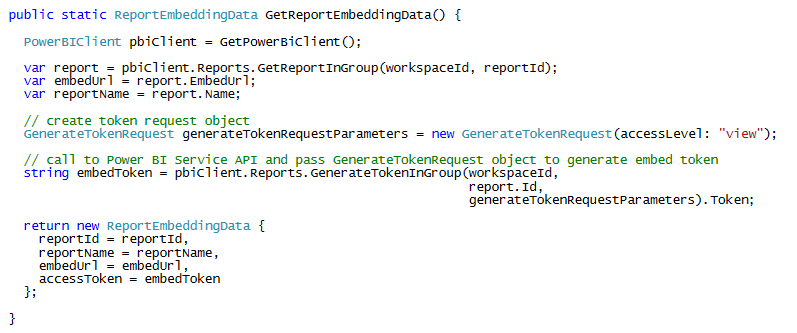 public static ReportEmbeddingData GetReportEmbeddingData() {
PowerBIClient pbiClient = GetPowerBiClient();
var report = pbiClient.Reports.GetReportInGroup(workspaceId, reportId);
var embedUrl = report.EmbedUrl;
var reportName = report.Name;
// create token request object
GenerateTokenRequest generateTokenRequestParameters = new GenerateTokenRequest(accessLevel: "view");
// call to Power BI Service API and pass GenerateTokenRequest object to generate embed token
string embedToken = pbiClient.Reports.GenerateTokenInGroup(workspaceId,
report.Id,
generateTokenRequestParameters).Token;
return new ReportEmbeddingData {
reportId = reportId,
reportName = reportName,
embedUrl = embedUrl,
accessToken = embedToken
};
}